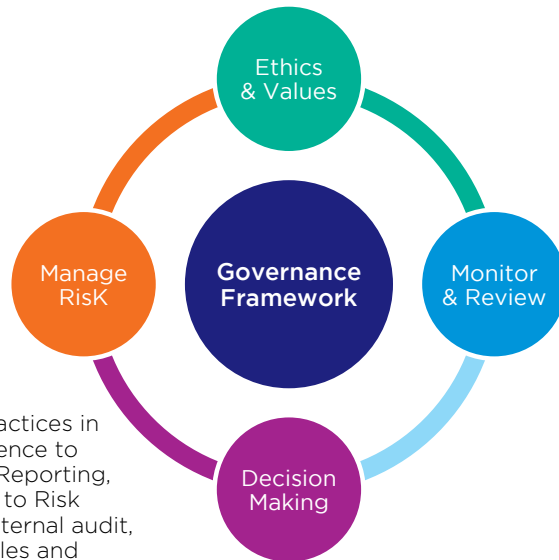 Ethics
& Values
Manage
RisK
Governance
Framework
Monitor
& Review
Decision
Making
actices in
ence to
Reporting,
to Risk
ternal audit,
les and